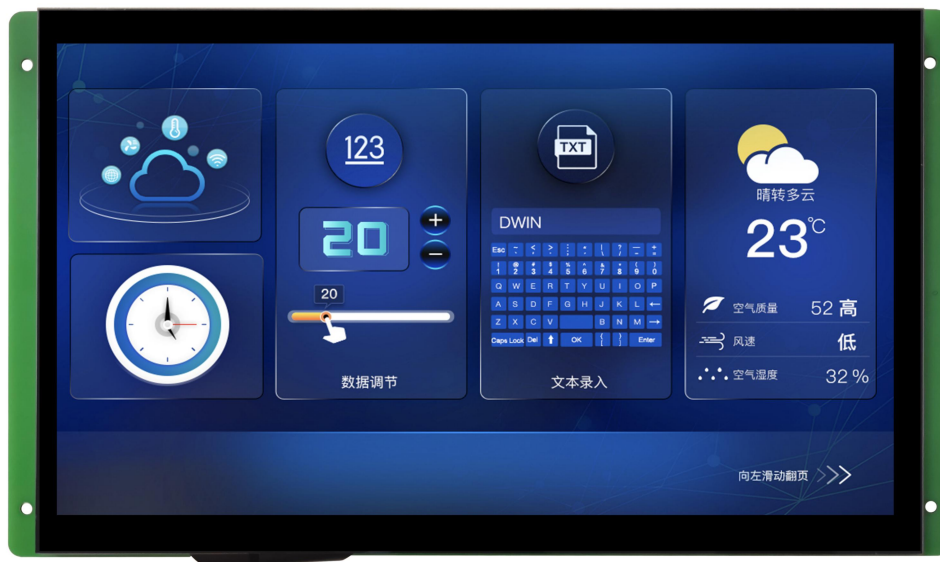 123
20
+
−
20
数据调节
TXT
DWIN
Q W E R T Y U I O P
A S D F G H J K L ←
Z X C V B N M →
Caps Lock Del OK Enter
文本录入
晴转多云
23℃
空气质量 52 高
风速 低
空气湿度 32 %
向左滑动翻页